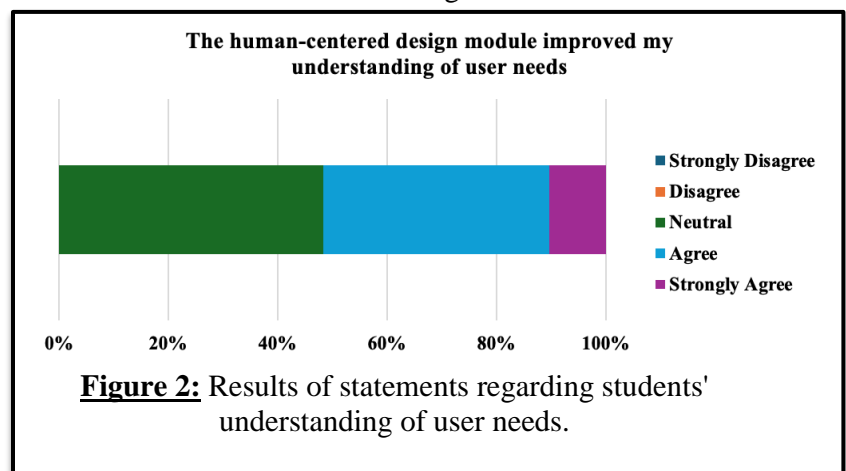 The human-centered design module improved my
understanding of user needs
Strongly Disagree
Disagree
Neutral
Agree
Strongly Agree
0% 20% 40% 60% 80% 100%
Figure 2: Results of statements regarding students'
understanding of user needs.